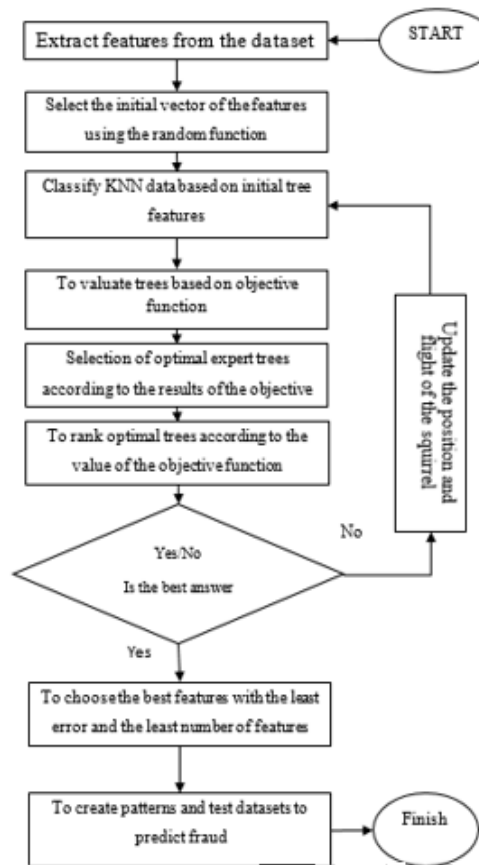 START
Extract features from the dataset
Select the initial vector of the features
using the random function
Classify KNN data based on initial tree
features
To valuate trees based on objective
function
Selection of optimal expert trees
according to the results of the objective
To rank optimal trees according to the
value of the objective function
Yes/No
Is the best answer
No
Update the position and
flight of the squirrel
Yes
To choose the best features with the least
error and the least number of features
To create patterns and test datasets to
predict fraud
Finish